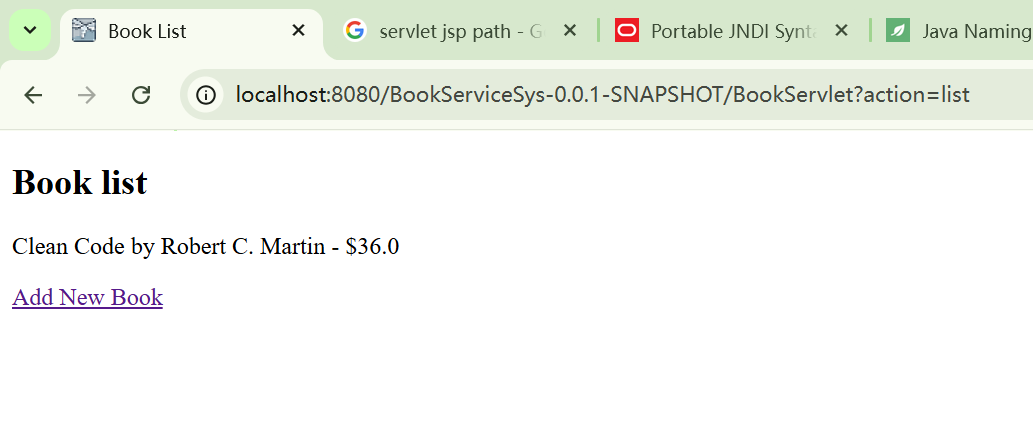 Book List
servlet jsp path - G
Portable JNDI Synta
Java Naming
localhost:8080/BookServiceSys-0.0.1-SNAPSHOT/BookServlet?action=list
Book list
Clean Code by Robert C. Martin - $36.0
Add New Book